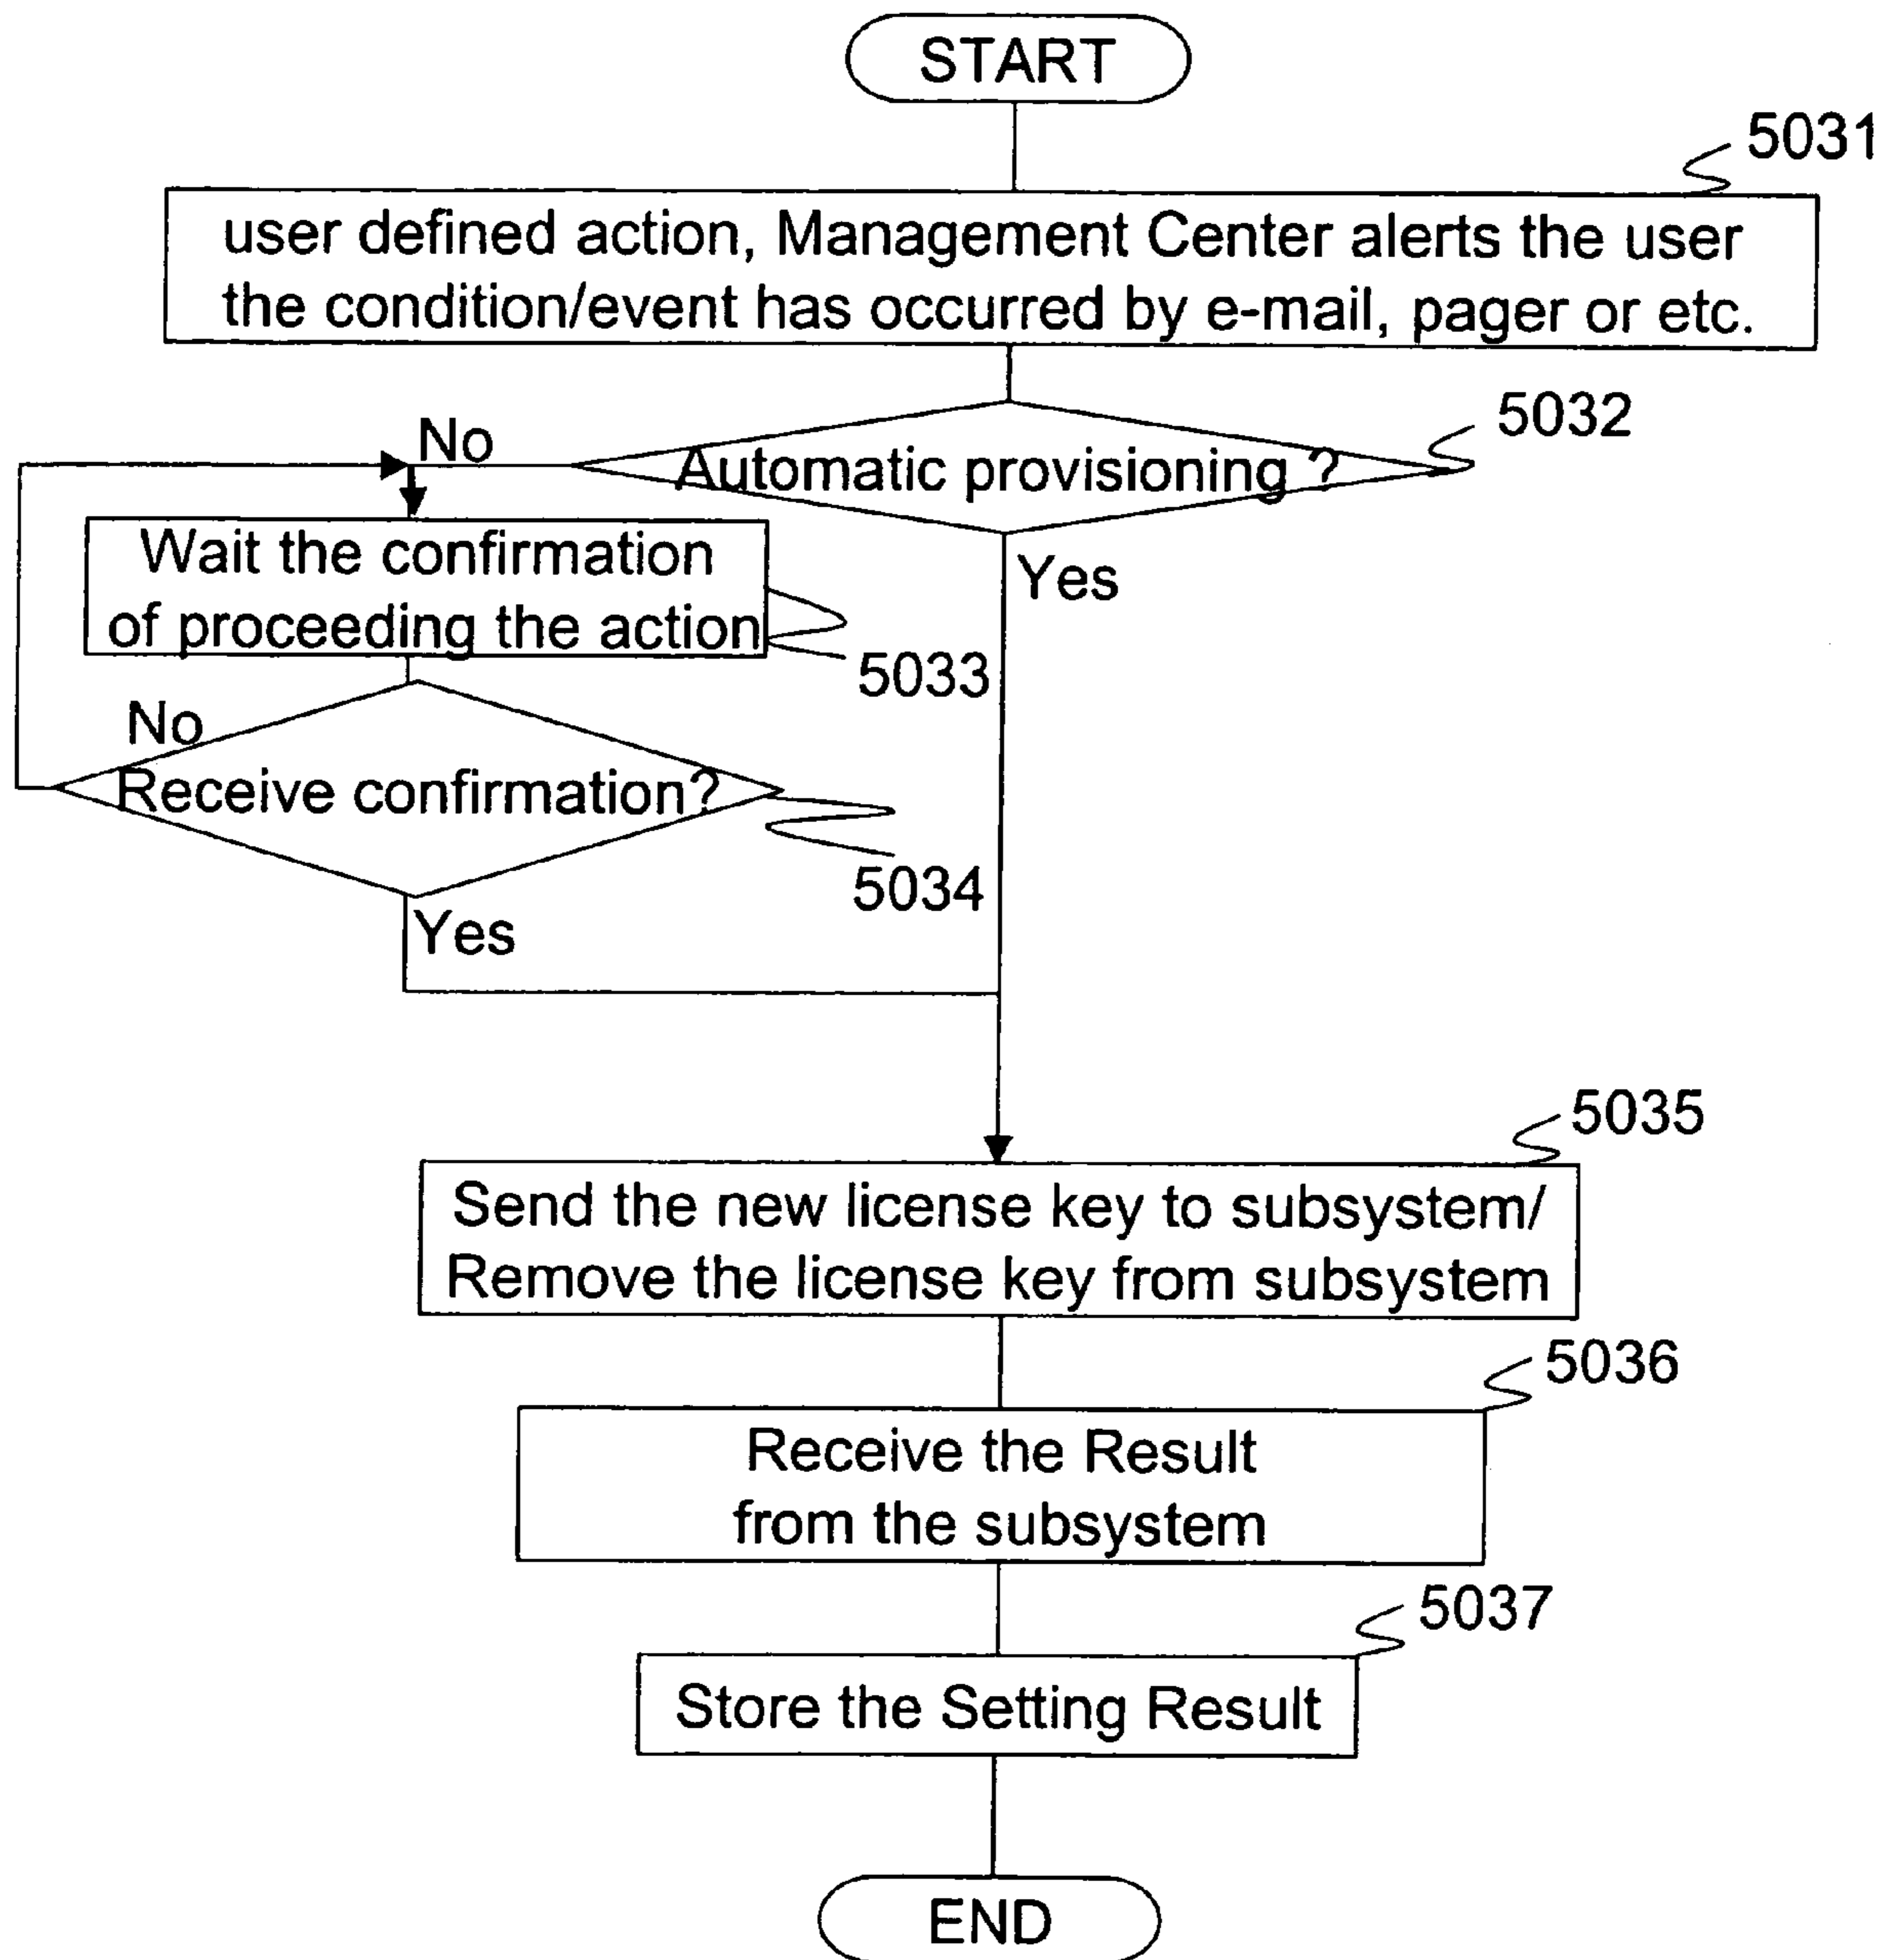 START
5031
user defined action, Management Center alerts the user
the condition/event has occurred by e-mail, pager or etc.
5032
No
Automatic provisioning ?
Wait the confirmation
of proceeding the action
Yes
5033
No
Receive confirmation?
5034
Yes
5035
Send the new license key to subsystem/
Remove the license key from subsystem
5036
Receive the Result
from the subsystem
5037
Store the Setting Result
END